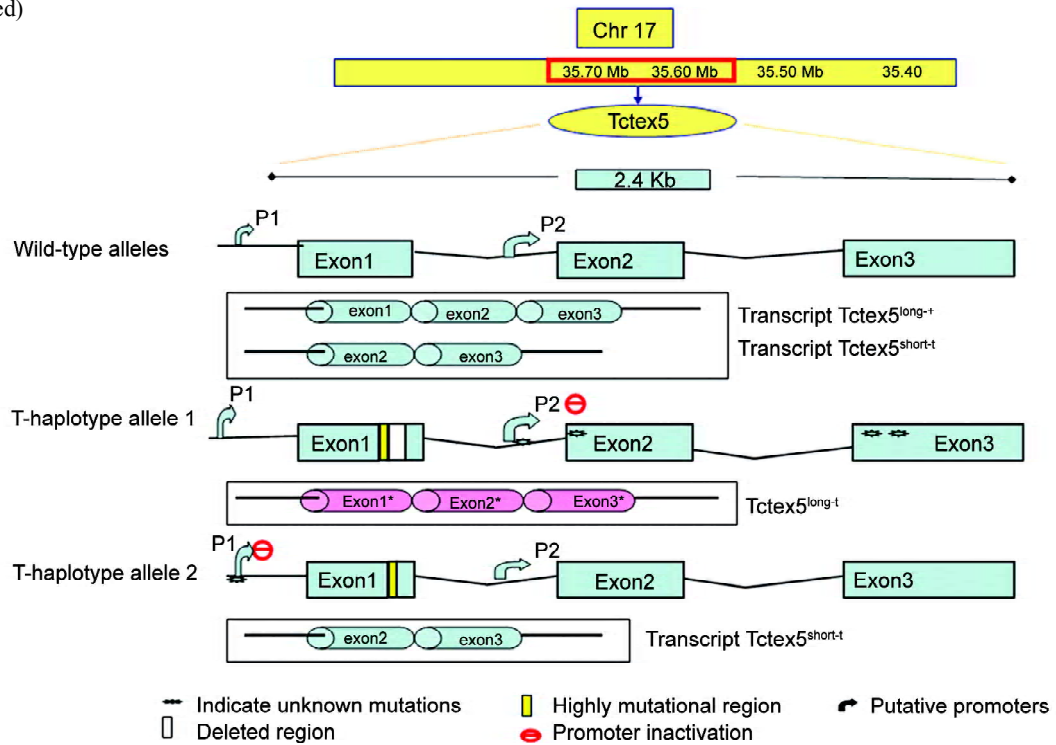 ed)
Chr 17
35.70 Mb 35.60 Mb 35.50 Mb 35.40
Tctex5
2.4 Kb
P1 P2
Wild-type alleles
Exon1 Exon2 Exon3
exon1 exon2 exon3
Transcript Tctex5long-+
exon2 exon3
Transcript Tctex5short-t
P1 P2
T-haplotype allele 1
Exon1 Exon2 Exon3
Exon1* Exon2* Exon3*
Tctex5long-t
P1 P2
T-haplotype allele 2
Exon1 Exon2 Exon3
exon2 exon3
Transcript Tctex5short-t
Indicate unknown mutations Highly mutational region Putative promoters
Deleted region Promoter inactivation